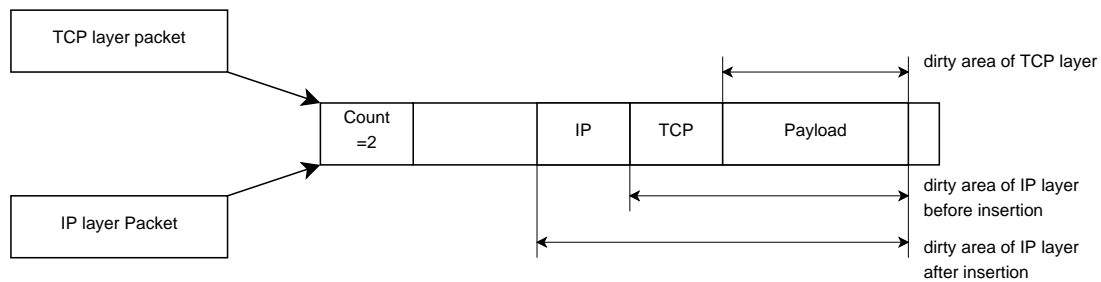 TCP layer packet
dirty area of TCP layer
Count
=2
IP
TCP
Payload
dirty area of IP layer
before insertion
IP layer Packet
dirty area of IP layer
after insertion